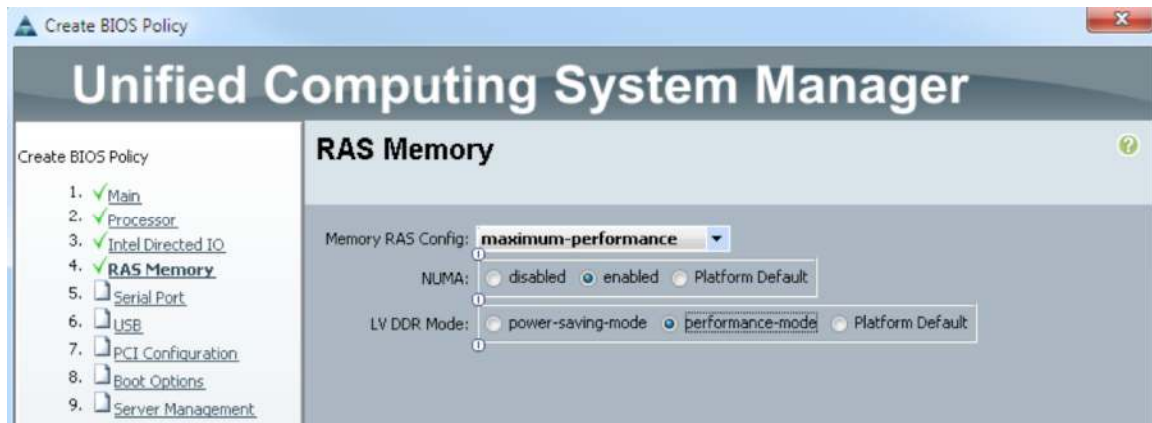 Create BIOS Policy
Unified Computing System Manager
Create BIOS Policy
1. Main
2. Processor
3. Intel Directed IO
4. RAS Memory
5. Serial Port
6. USB
7. PCI Configuration
8. Boot Options
9. Server Management
RAS Memory
Memory RAS Config: maximum-performance
NUMA: disabled enabled Platform Default
LV DDR Mode: power-saving-mode performance-mode Platform Default